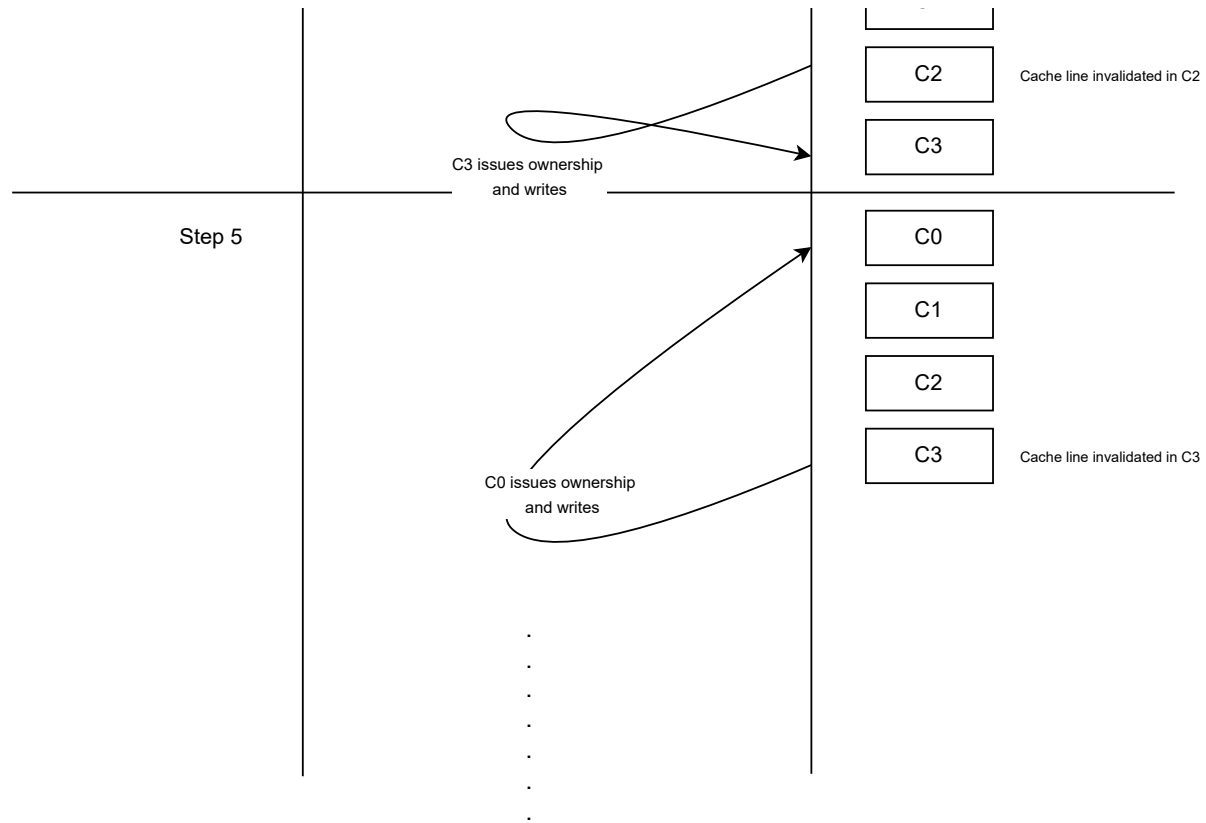 C2
Cache line invalidated in C2
C3
C3 issues ownership
and writes
Step 5
C0
C1
C2
C3
Cache line invalidated in C3
C0 issues ownership
and writes